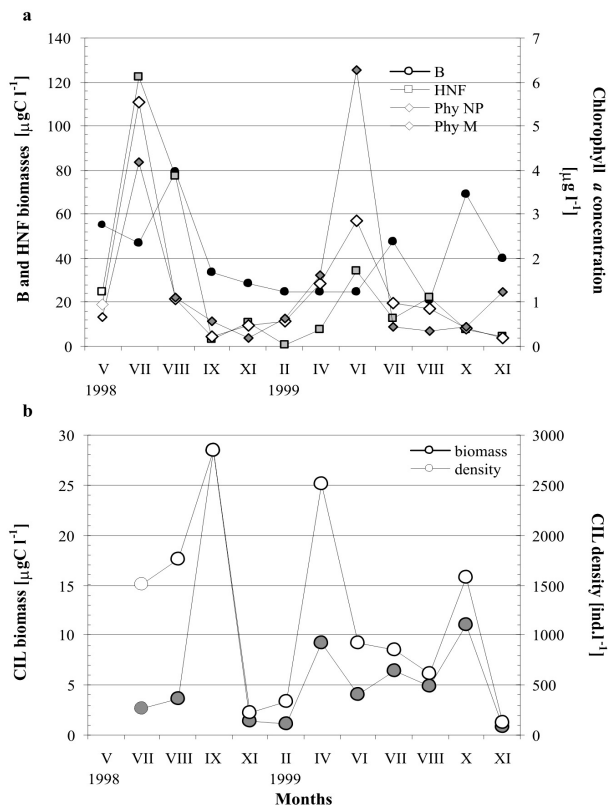 a
B and HNF biomasses [µgC l-1]
140
120
100
80
60
40
20
0
B
HNF
Phy NP
Phy M
7
6
5
4
3
2
1
0
Chlorophyll a concentration
[µg l-1]
V VII VIII IX XI II IV VI VII VIII X XI
1998 1999
b
CIL biomass [µgC l-1]
30
25
20
15
10
5
0
biomass
density
3000
2500
2000
1500
1000
500
0
CIL density [ind.l-1]
V VII VIII IX XI II IV VI VII VIII X XI
1998 1999
Months